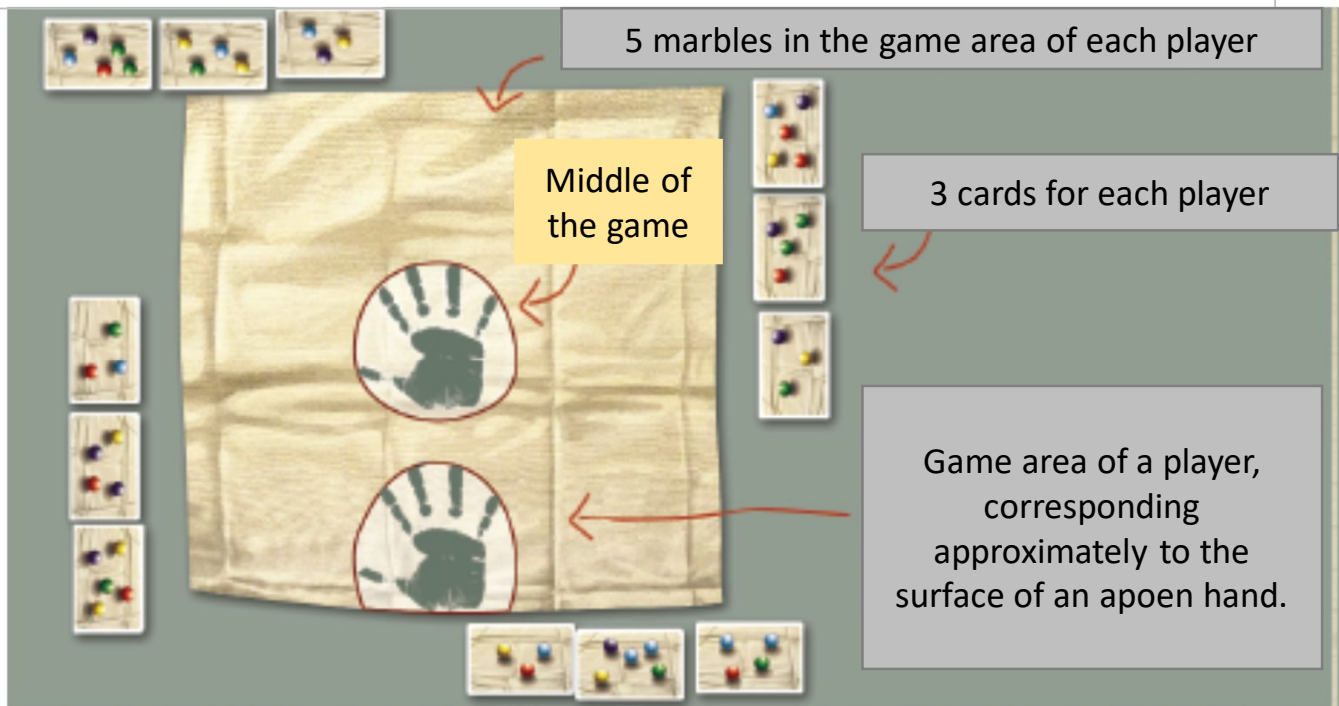 5 marbles in the game area of each player
Middle of
the game
3 cards for each player
Game area of a player,
corresponding
approximately to the
surface of an apoen hand.